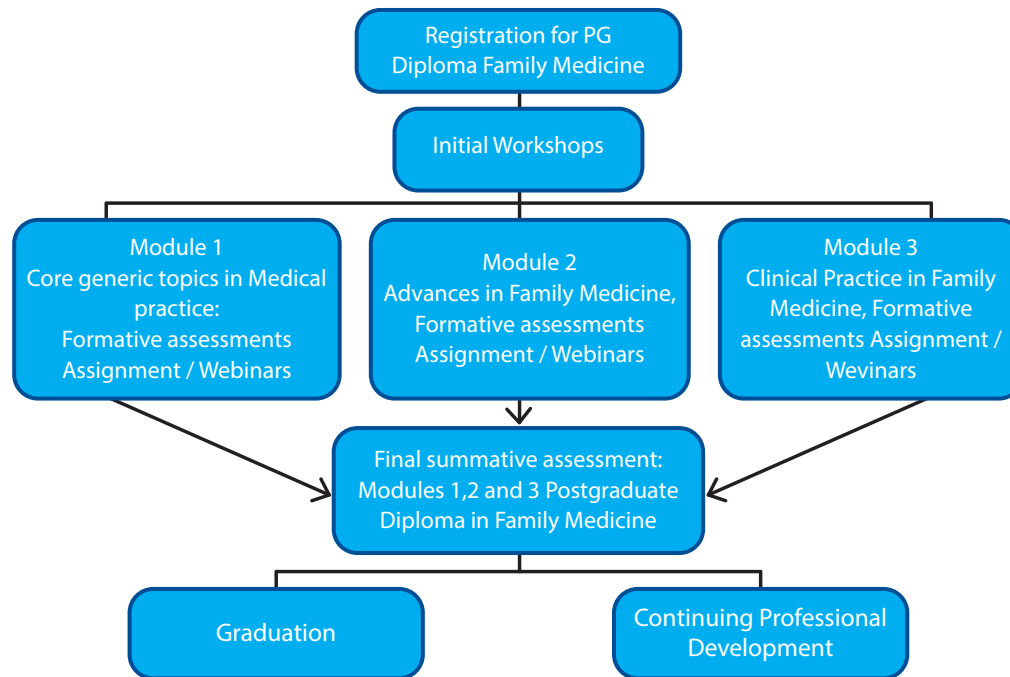 Registration for PG
Diploma Family Medicine
Initial Workshops
Module 1
Core generic topics in Medical
practice:
Formative assessments
Assignment / Webinars
Module 2
Advances in Family Medicine,
Formative assessments
Assignment / Webinars
Module 3
Clinical Practice in Family
Medicine, Formative
assessments Assignment /
Wevinars
Final summative assessment:
Modules 1,2 and 3 Postgraduate
Diploma in Family Medicine
Graduation
Continuing Professional
Development